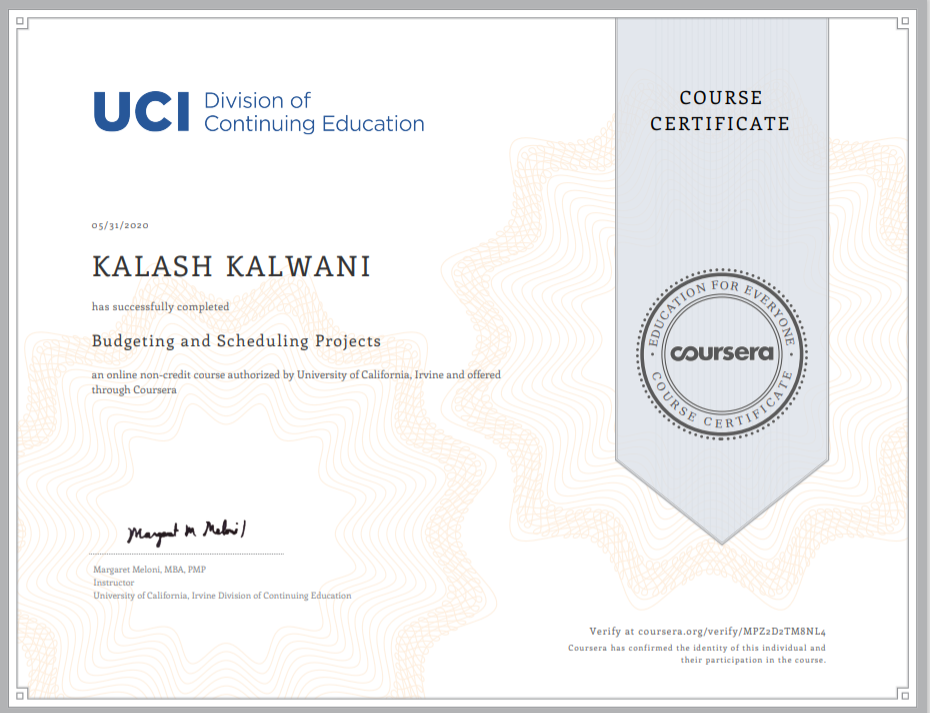 UCI Division of
Continuing Education
COURSE
CERTIFICATE
05/31/2020
KALASH KALWANI
has successfully completed
Budgeting and Scheduling Projects
an online non-credit course authorized by University of California, Irvine and offered
through Coursera
EDUCATION FOR EVERYONE
coursera
COURSE CERTIFICATE
Margaret M Meloni
Margaret Meloni, MBA, PMP
Instructor
University of California, Irvine Division of Continuing Education
Verify at coursera.org/verify/MPZ2D2TM8NL4
Coursera has confirmed the identity of this individual and
their participation in the course.